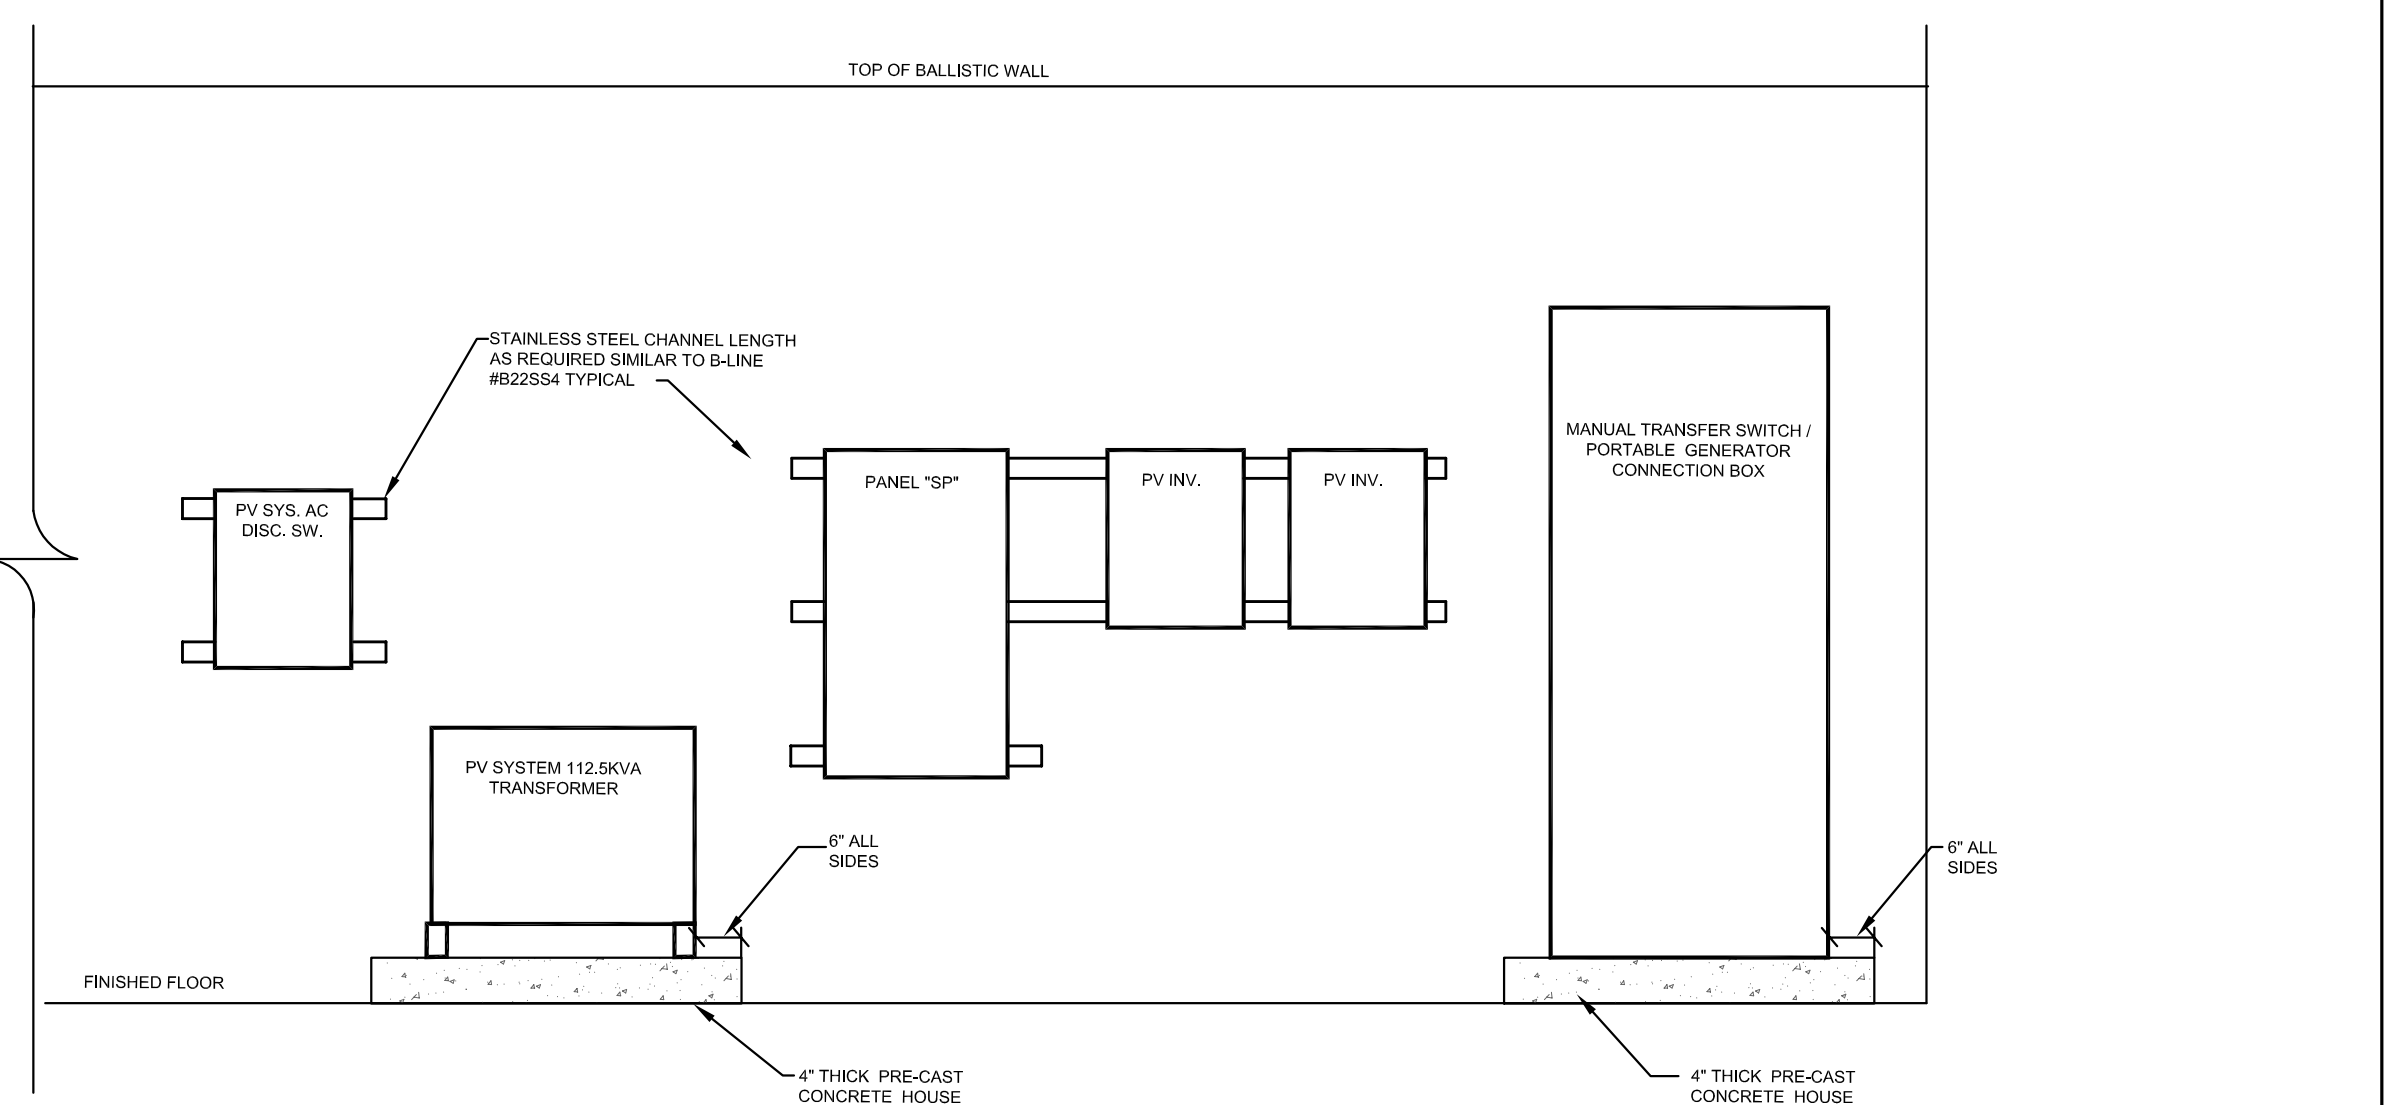 TOP OF BALLISTIC WALL
STAINLESS STEEL CHANNEL LENGTH
AS REQUIRED SIMILAR TO B-LINE
#B22SS4 TYPICAL
PV SYS. AC
DISC. SW.
PANEL "SP"
PV INV.
PV INV.
MANUAL TRANSFER SWITCH /
PORTABLE GENERATOR
CONNECTION BOX
PV SYSTEM 112.5KVA
TRANSFORMER
6" ALL
SIDES
6" ALL
SIDES
FINISHED FLOOR
4" THICK PRE-CAST
CONCRETE HOUSE
4" THICK PRE-CAST
CONCRETE HOUSE